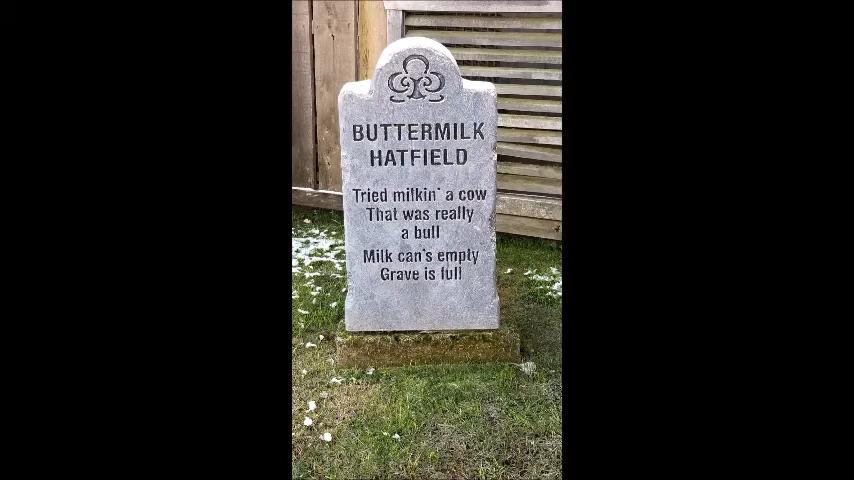 BUTTERMILK
HATFIELD
Tried milkin' a cow
That was really
a bull
Milk can's empty
Grave is full